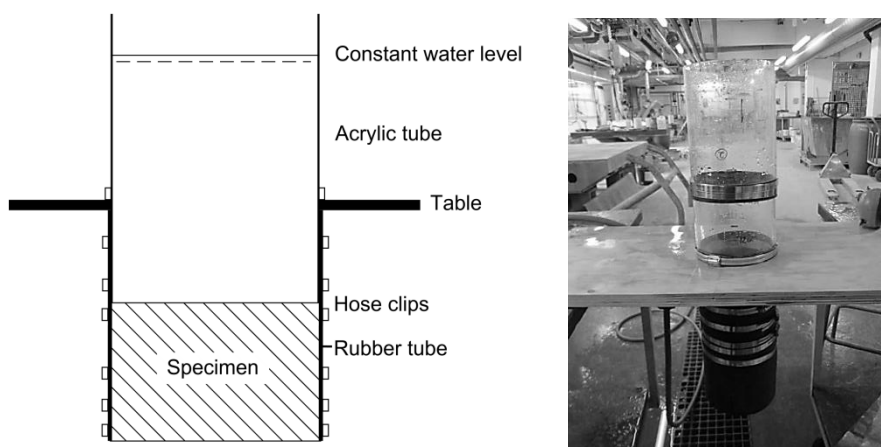 Constant water level
Acrylic tube
Table
Hose clips
Rubber tube
Specimen